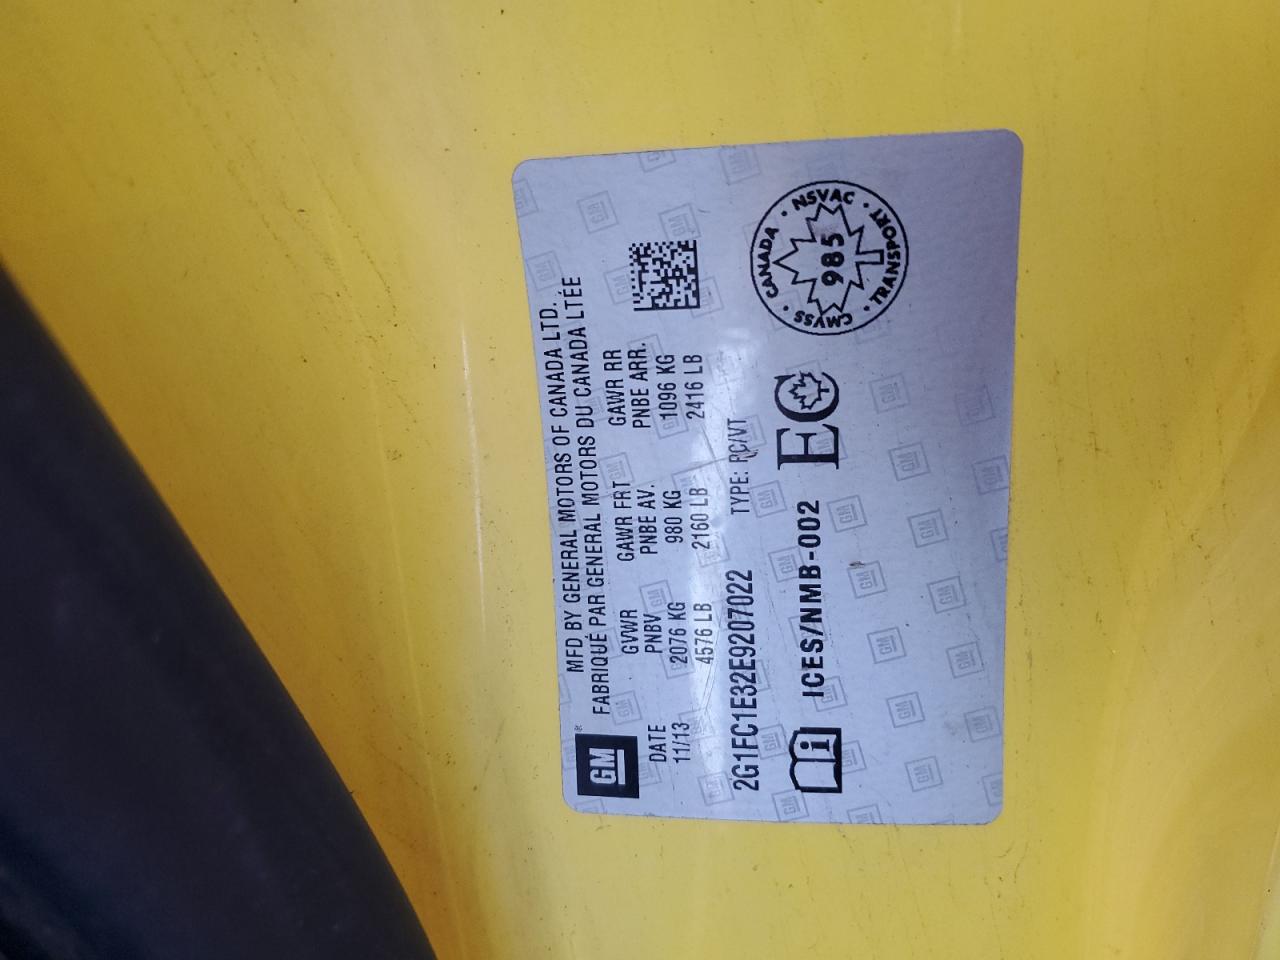 GM
MFD BY GENERAL MOTORS OF CANADA LTD.
FABRIQUÉ PAR GENERAL MOTORS DU CANADA LTÉE
DATE GVWR GAWR FRT GAWR RR
11/13 PNBV PNBE AV. PNBE ARR.
2076 KG 980 KG 1096 KG
4576 LB 2160 LB 2416 LB
2G1FC1E32E9207022 TYPE: PC/VT
ICES/NMB-002 EC
CANADA · NSVAC · TRANSPORT · CMVSS ·
985